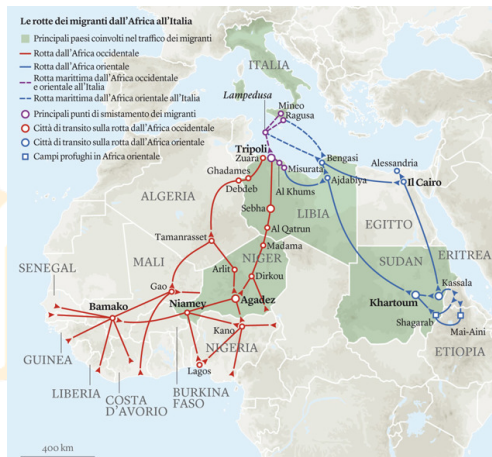 Le rotte dei migranti dall'Africa all'Italia
Principali paesi coinvolti nel traffico dei migranti
Rotta dall'Africa occidentale
Rotta dall'Africa orientale
Rotta marittima dall'Africa occidentale
e orientale all'Italia
Rotta marittima dall'Africa orientale all'Italia
Principali punti di smistamento dei migranti
Città di transito sulla rotta dall'Africa occidentale
Città di transito sulla rotta dall'Africa orientale
Campi profughi in Africa orientale
ITALIA
Lampedusa
Mineo
Ragusa
Tripoli
Zuara
Ghadames
Debdeb
Misurata
Al Khums
Bengasi
Ajdabiya
Alessandria
Il Cairo
ALGERIA
Sebha
LIBIA
EGITTO
Al Qatrun
Tamanrasset
Madama
MALI
NIGER
SUDAN
ERITREA
SENEGAL
Arlit
Dirkou
Gao
Agadez
Kassala
Bamako
Niamey
Khartoum
Shagarab
Mai-Aini
Kano
NIGERIA
GUINEA
Lagos
ETIOPIA
LIBERIA
COSTA
D'AVORIO
BURKINA
FASO
400 km